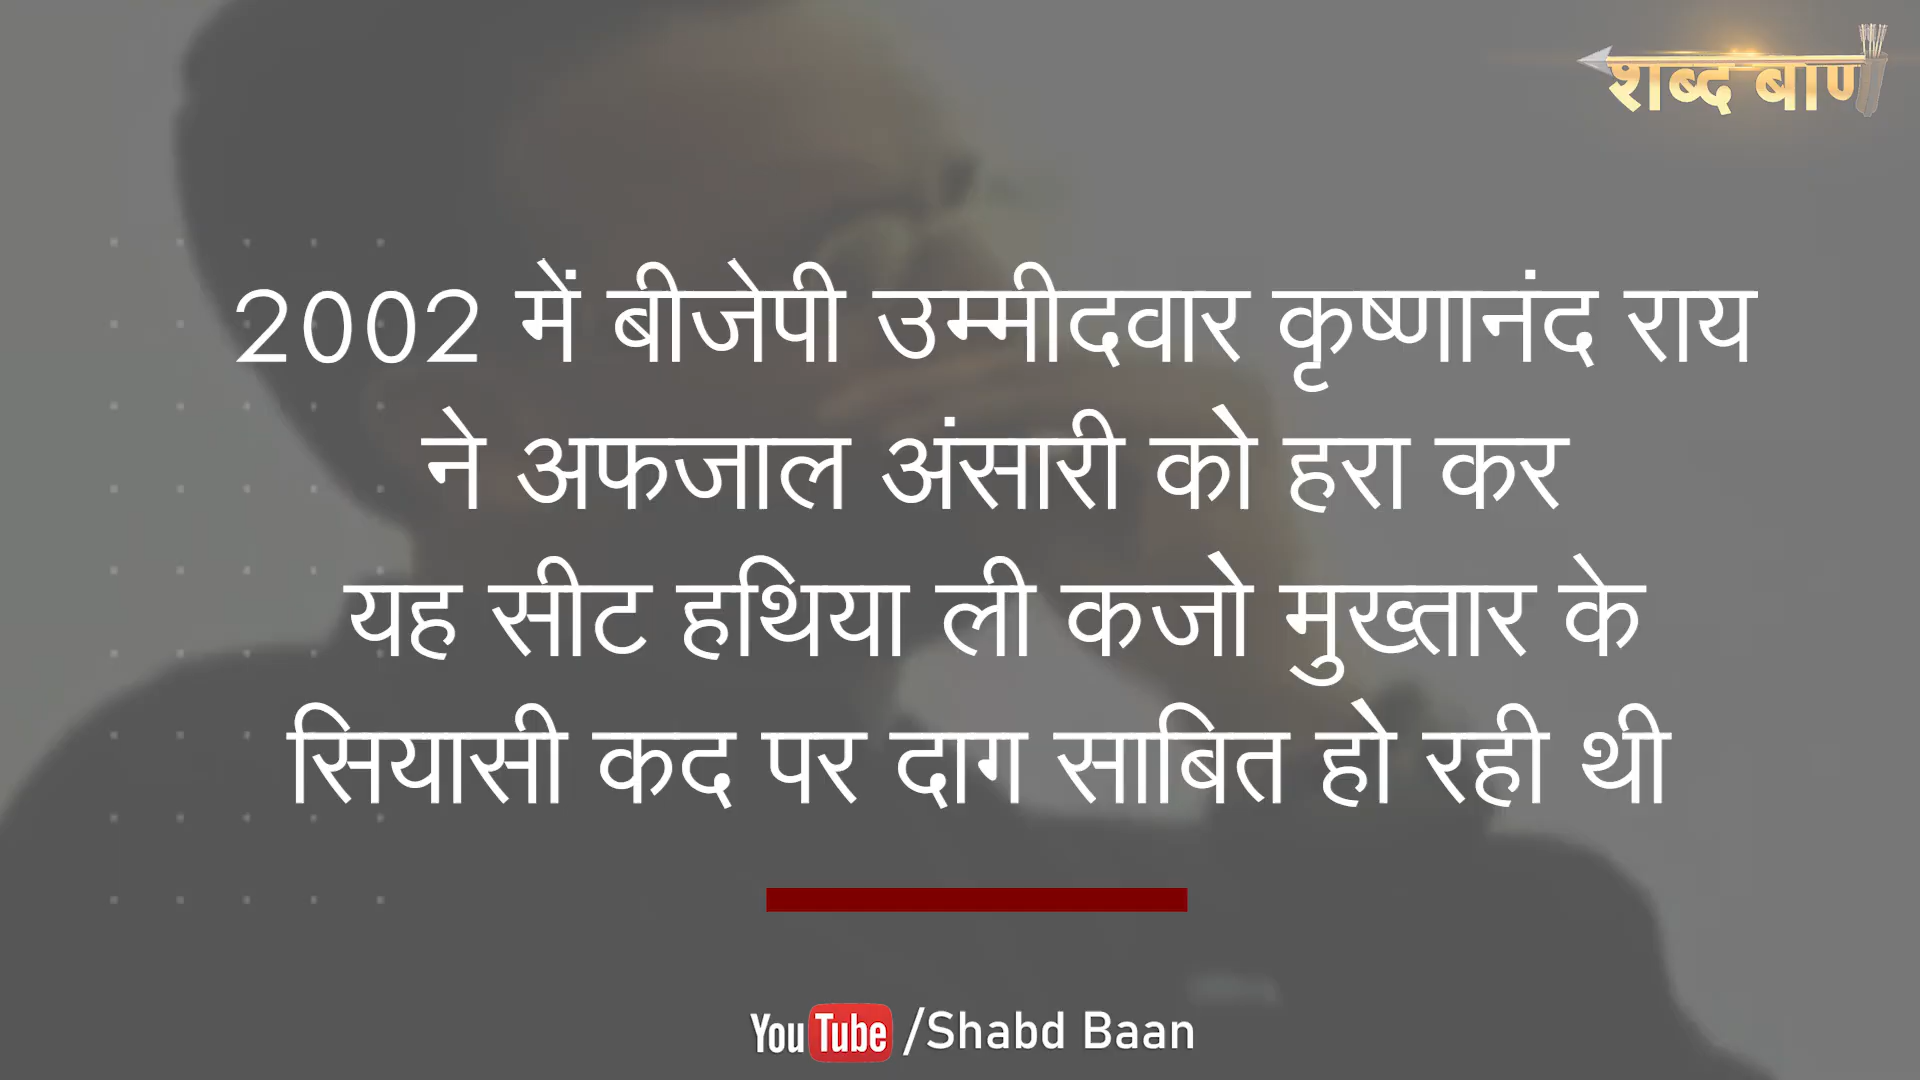 शब्द बाण
2002 में बीजेपी उम्मीदवार कृष्णानंद राय
ने अफजाल अंसारी को हरा कर
यह सीट हथिया ली कजो मुख्तार के
सियासी कद पर दाग साबित हो रही थी
YouTube /Shabd Baan